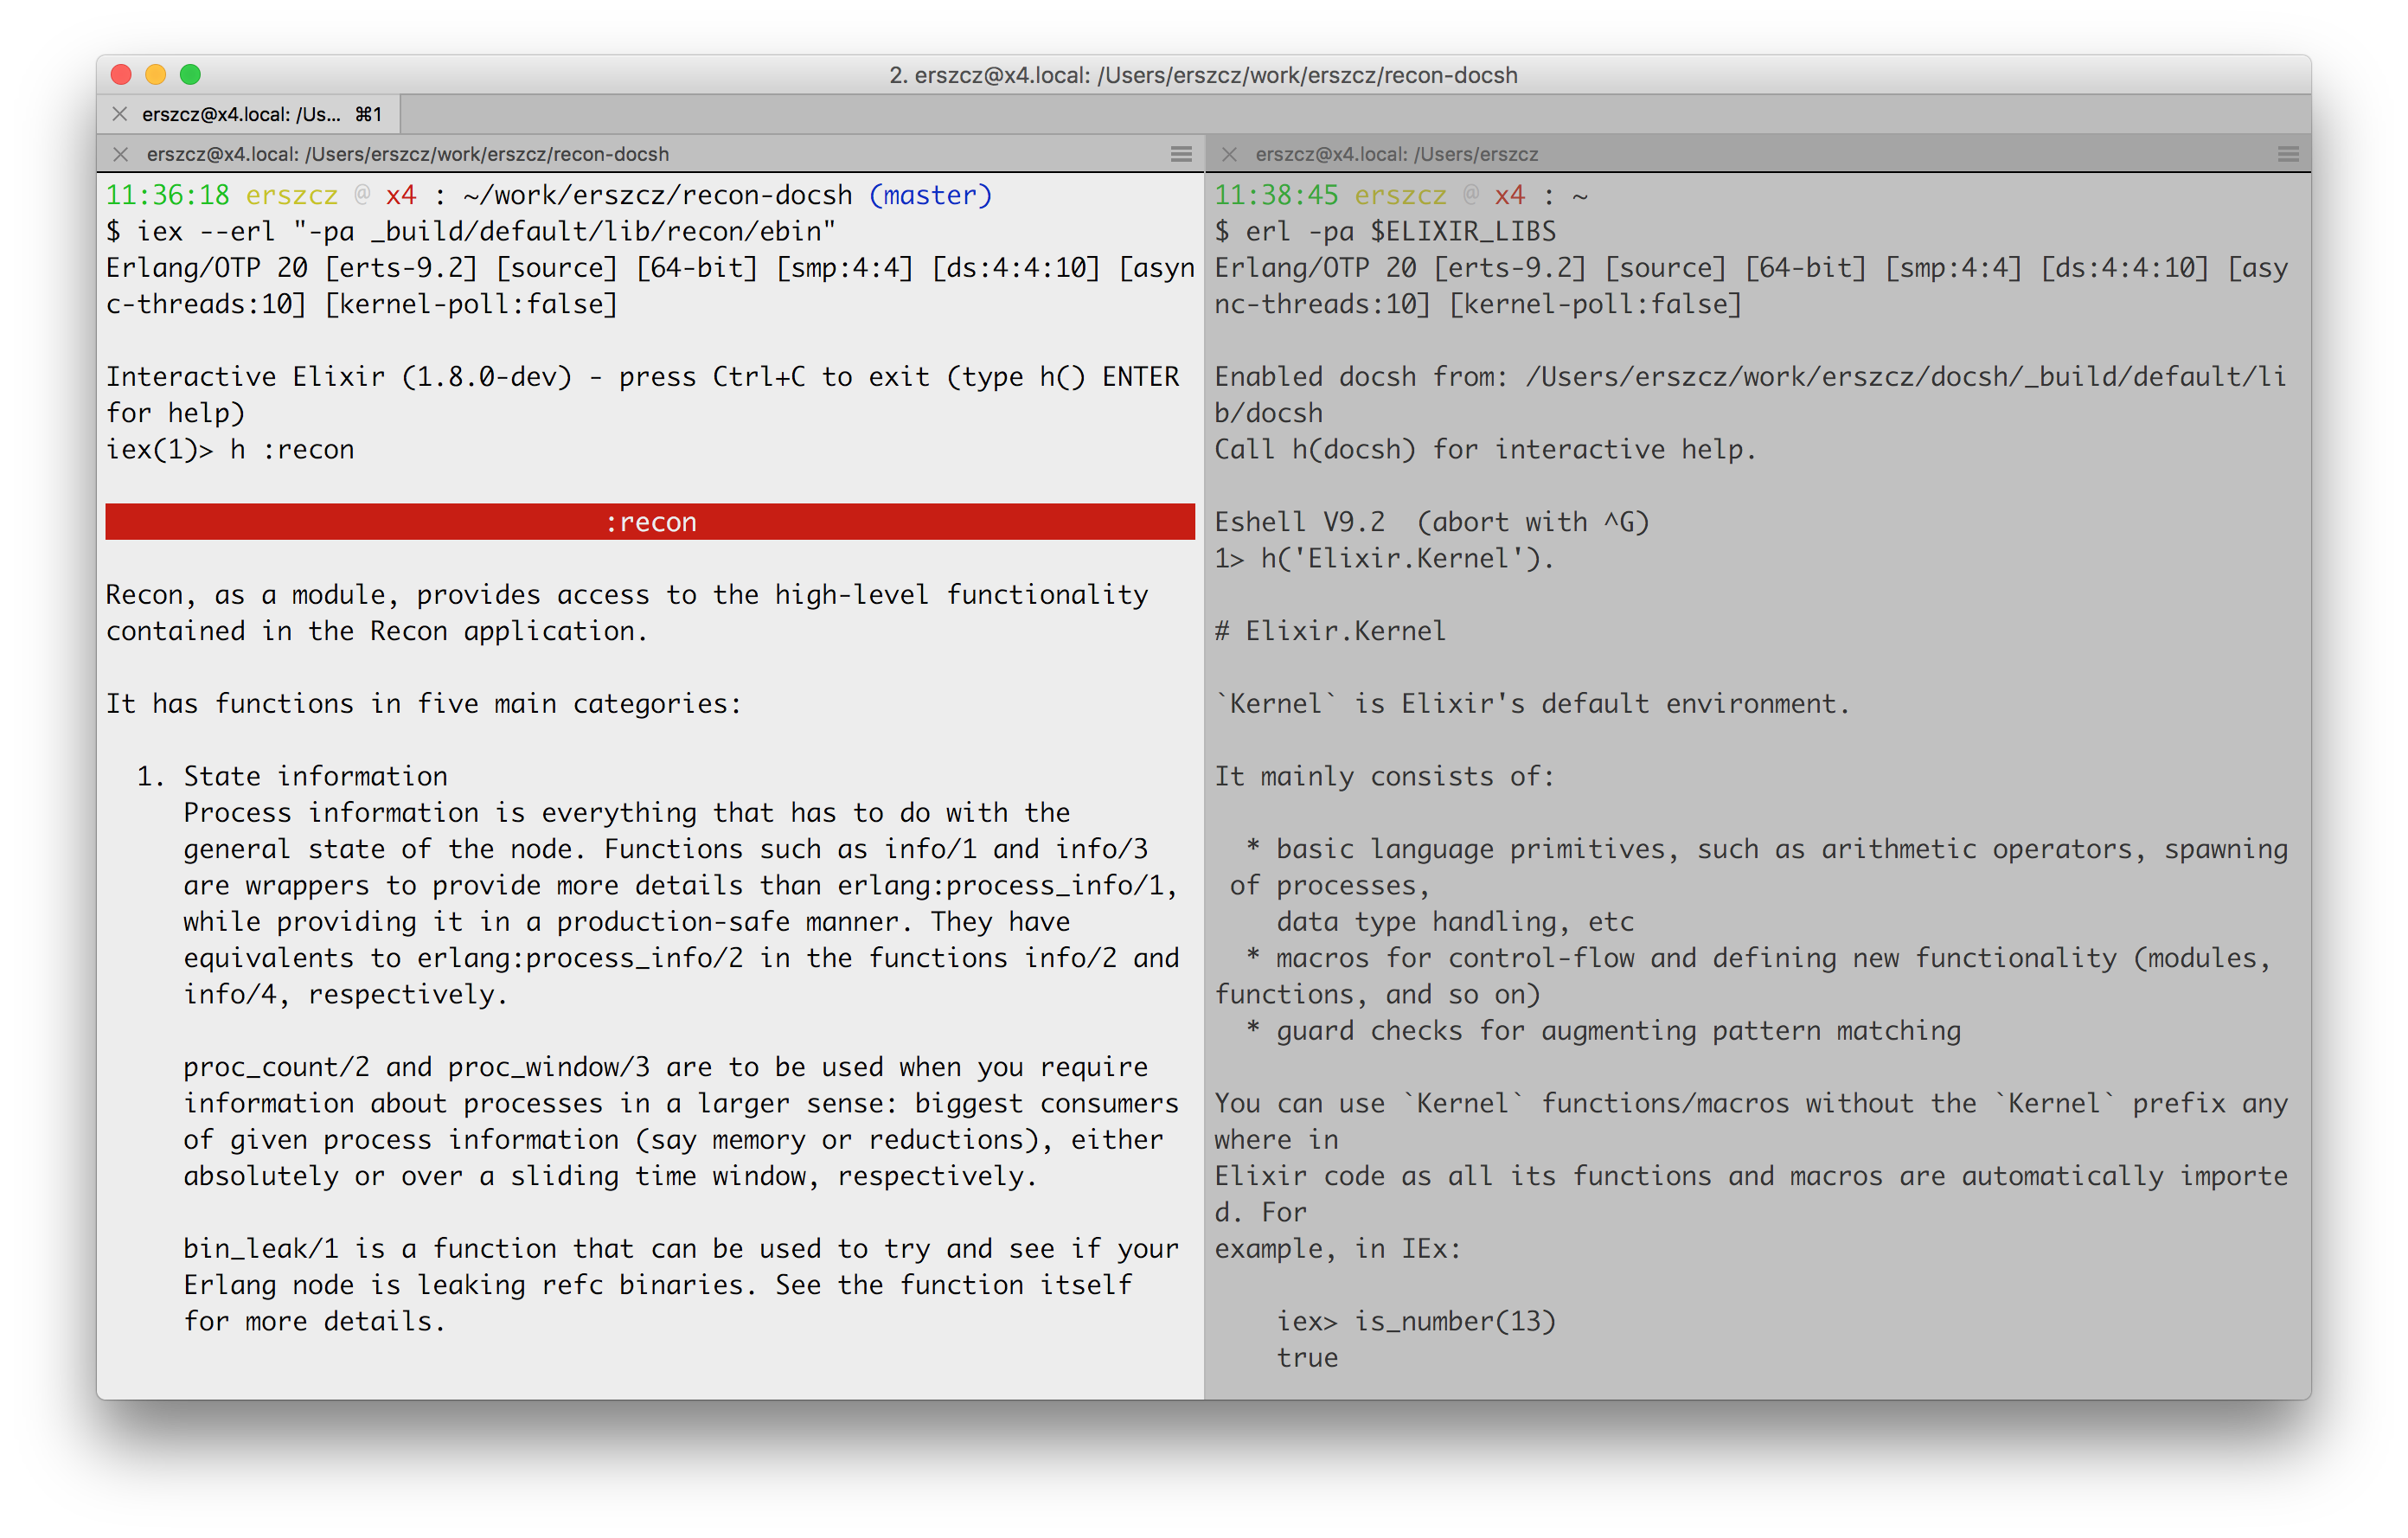 2. erszcz@x4.local: /Users/erszcz/work/erszcz/recon-docsh
erszcz@x4.local: /Us... ⌘1
erszcz@x4.local: /Users/erszcz/work/erszcz/recon-docsh
11:36:18 erszcz @ x4 : ~/work/erszcz/recon-docsh (master)
$ iex --erl "-pa _build/default/lib/recon/ebin"
Erlang/OTP 20 [erts-9.2] [source] [64-bit] [smp:4:4] [ds:4:4:10] [asyn
c-threads:10] [kernel-poll:false]
Interactive Elixir (1.8.0-dev) - press Ctrl+C to exit (type h() ENTER
for help)
iex(1)> h :recon
:recon
Recon, as a module, provides access to the high-level functionality
contained in the Recon application.
It has functions in five main categories:
1. State information
Process information is everything that has to do with the
general state of the node. Functions such as info/1 and info/3
are wrappers to provide more details than erlang:process_info/1,
while providing it in a production-safe manner. They have
equivalents to erlang:process_info/2 in the functions info/2 and
info/4, respectively.
proc_count/2 and proc_window/3 are to be used when you require
information about processes in a larger sense: biggest consumers
of given process information (say memory or reductions), either
absolutely or over a sliding time window, respectively.
bin_leak/1 is a function that can be used to try and see if your
Erlang node is leaking refc binaries. See the function itself
for more details.
erszcz@x4.local: /Users/erszcz
11:38:45 erszcz @ x4 : ~
$ erl -pa $ELIXIR_LIBS
Erlang/OTP 20 [erts-9.2] [source] [64-bit] [smp:4:4] [ds:4:4:10] [asy
nc-threads:10] [kernel-poll:false]
Enabled docsh from: /Users/erszcz/work/erszcz/docsh/_build/default/li
b/docsh
Call h(docsh) for interactive help.
Eshell V9.2  (abort with ^G)
1> h('Elixir.Kernel').
# Elixir.Kernel
`Kernel` is Elixir's default environment.
It mainly consists of:
* basic language primitives, such as arithmetic operators, spawning
of processes,
data type handling, etc
* macros for control-flow and defining new functionality (modules,
functions, and so on)
* guard checks for augmenting pattern matching
You can use `Kernel` functions/macros without the `Kernel` prefix any
where in
Elixir code as all its functions and macros are automatically importe
d. For
example, in IEx:
iex> is_number(13)
true